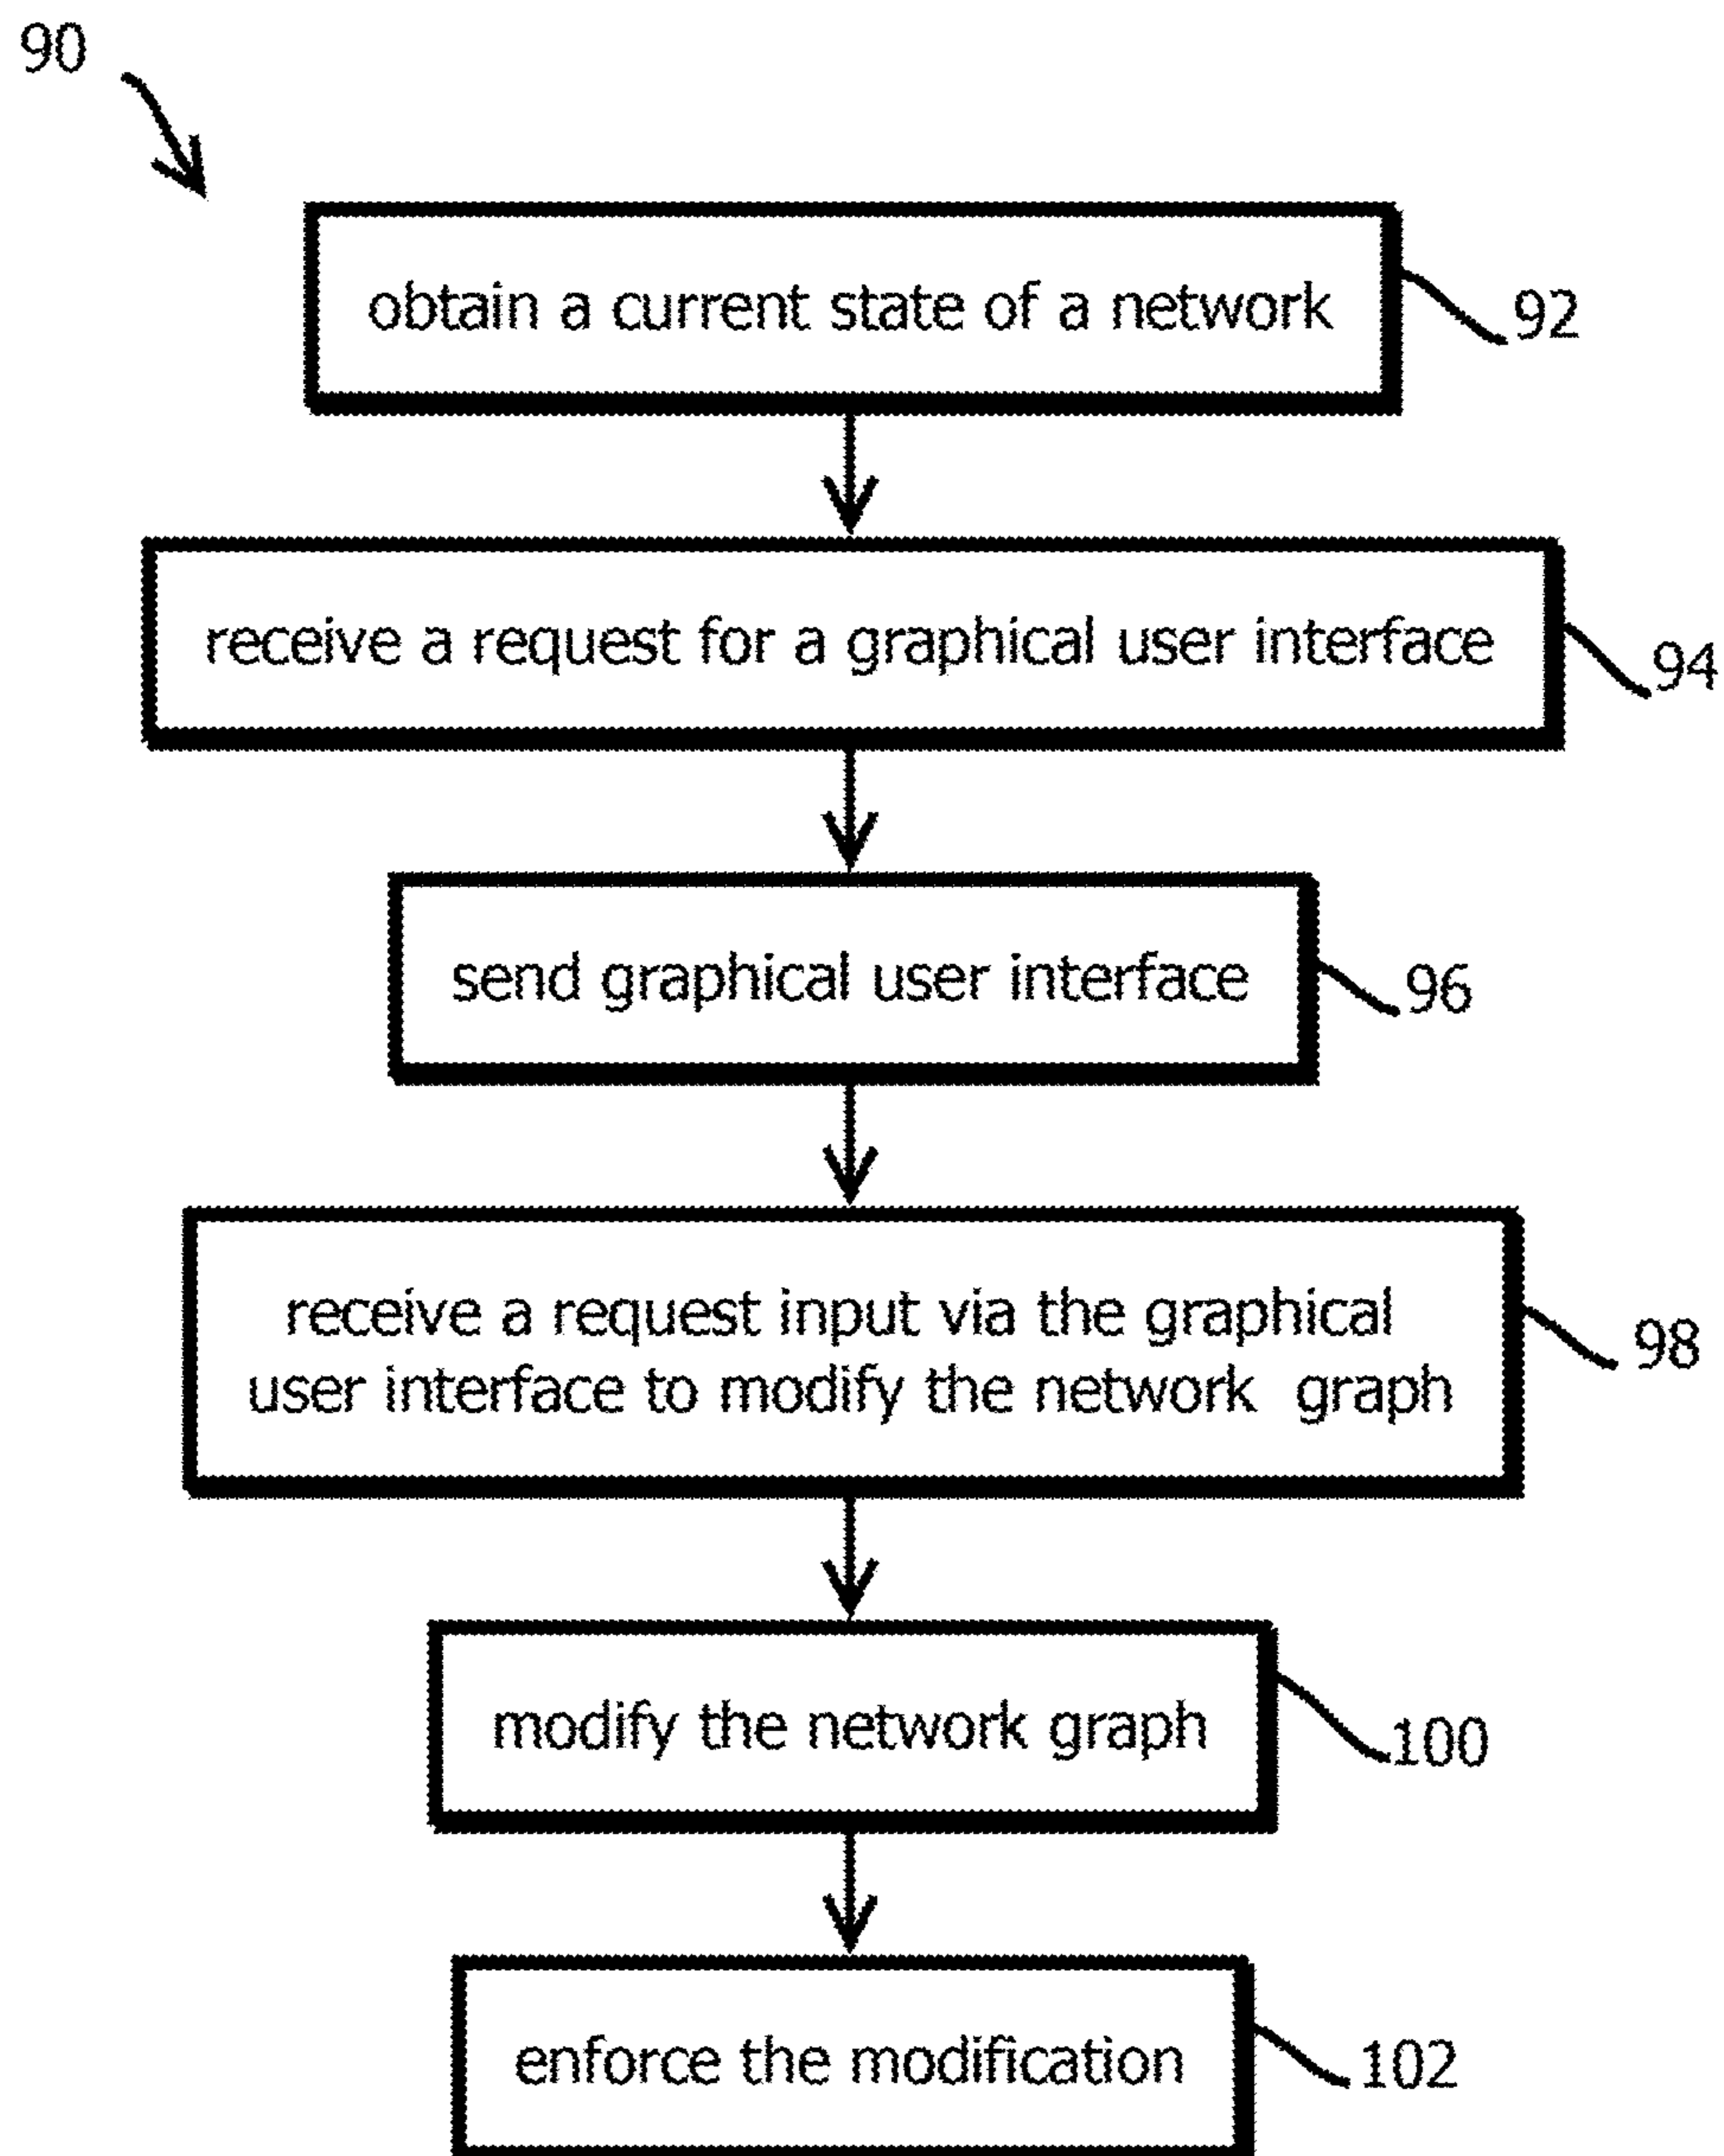 90
obtain a current state of a network
92
receive a request for a graphical user interface
94
send graphical user interface
96
receive a request input via the graphical
user interface to modify the network graph
98
modify the network graph
100
enforce the modification
102